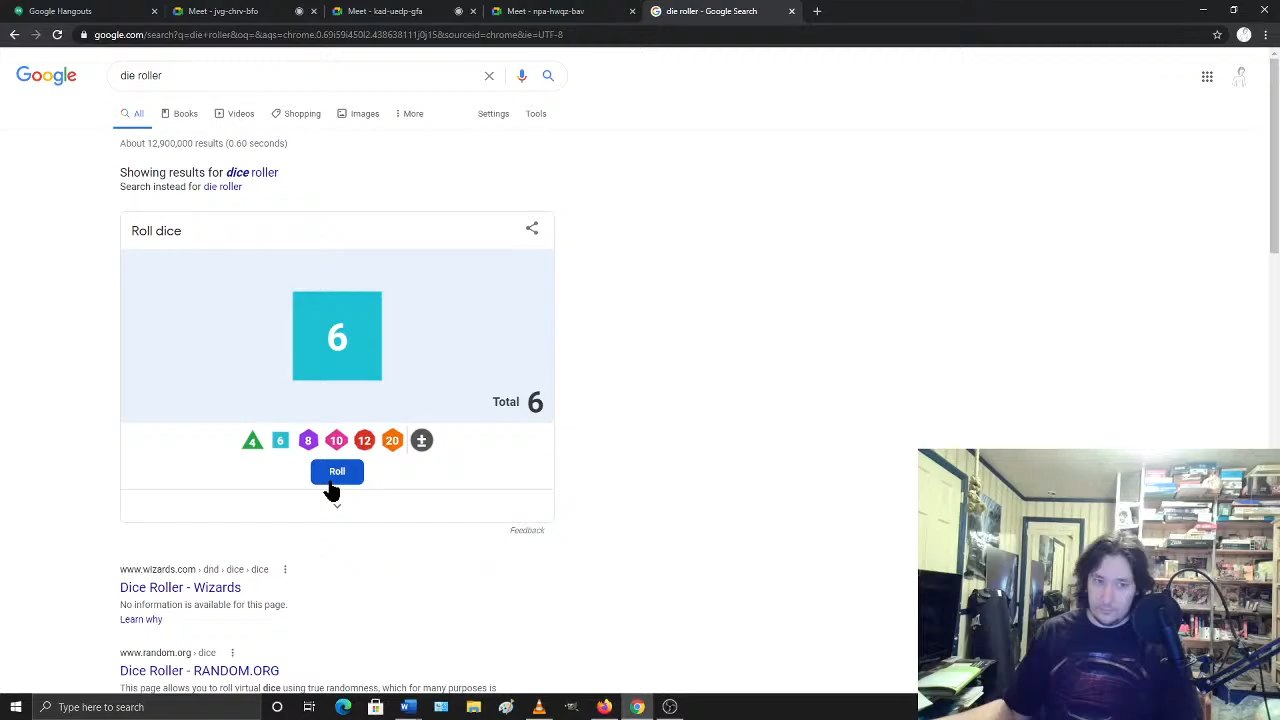 Google Hangouts
Meet - jvg-chrv-bfo
Meet - kad-uedp-gfa
Meet - npa-hwqz-bav
die roller - Google Search
google.com/search?q=die+roller&oq=&aqs=chrome.0.69i59i450l2.438638111j0j15&sourceid=chrome&ie=UTF-8
Google
die roller
All
Books
Videos
Shopping
Images
More
Settings
Tools
About 12,900,000 results (0.60 seconds)
Showing results for dice roller
Search instead for die roller
Roll dice
6
Total 6
4 6 8 10 12 20 ±
Roll
Feedback
www.wizards.com › dnd › dice › dice
Dice Roller - Wizards
No information is available for this page.
Learn why
www.random.org › dice
Dice Roller - RANDOM.ORG
This page allows you to roll virtual dice using true randomness, which for many purposes is
Type here to search